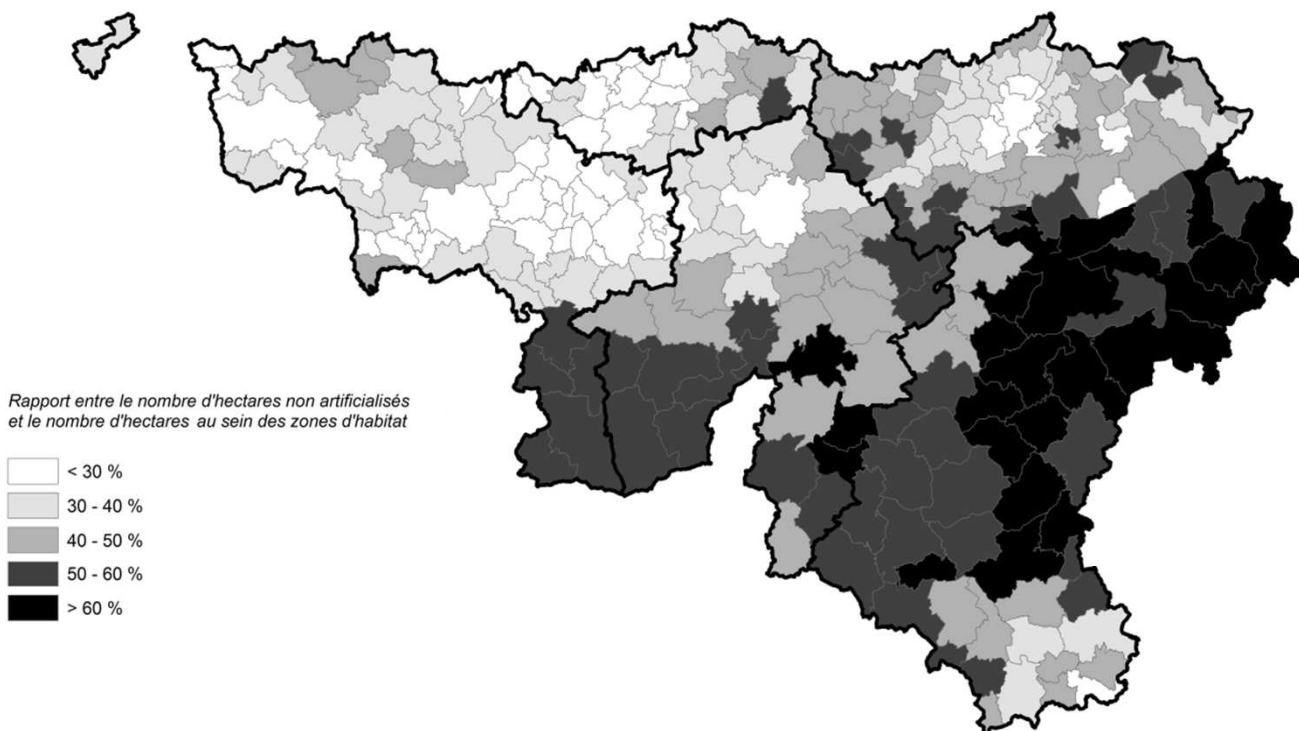 Rapport entre le nombre d'hectares non artificialisés
et le nombre d'hectares au sein des zones d'habitat
< 30 %
30 - 40 %
40 - 50 %
50 - 60 %
> 60 %